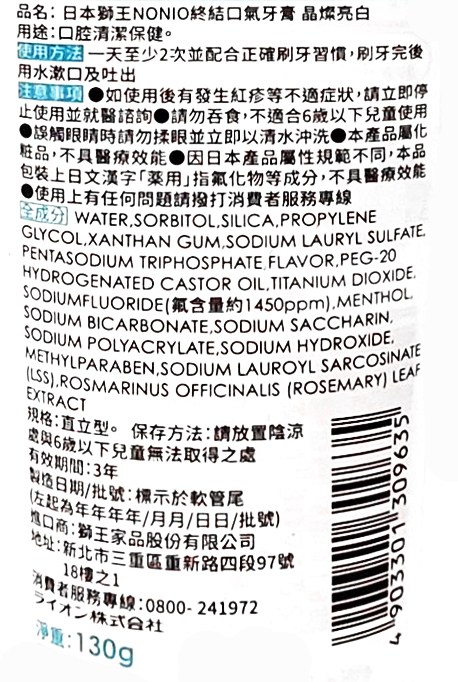 品名: 日本獅王NONIO終結口氣牙膏 晶燦亮白
用途:口腔清潔保健。
使用方法 一天至少2次並配合正確刷牙習慣,刷牙完後
用水漱口及吐出
注意事項 ●如使用後有發生紅疹等不適症狀,請立即停
止使用並就醫諮詢●請勿吞食,不適合6歲以下兒童使用
●誤觸眼睛時請勿揉眼並立即以清水沖洗●本產品屬化
粧品,不具醫療效能●因日本產品屬性規範不同,本品
包裝上日文漢字「薬用」指氟化物等成分,不具醫療效能
●使用上有任何問題請撥打消費者服務專線
全成分 WATER,SORBITOL,SILICA,PROPYLENE
GLYCOL,XANTHAN GUM,SODIUM LAURYL SULFATE,
PENTASODIUM TRIPHOSPHATE,FLAVOR,PEG-20
HYDROGENATED CASTOR OIL,TITANIUM DIOXIDE,
SODIUMFLUORIDE(氟含量約1450ppm),MENTHOL,
SODIUM BICARBONATE,SODIUM SACCHARIN,
SODIUM POLYACRYLATE,SODIUM HYDROXIDE,
METHYLPARABEN,SODIUM LAUROYL SARCOSINATE
(LSS),ROSMARINUS OFFICINALIS (ROSEMARY) LEAF
EXTRACT
規格:直立型。 保存方法:請放置陰涼
處與6歲以下兒童無法取得之處
有效期間:3年
製造日期/批號:標示於軟管尾
(左起為年年年年/月月/日日/批號)
進口商:獅王家品股份有限公司
地址:新北市三重區重新路四段97號
18樓之1
消費者服務專線:0800-241972
ライオン株式会社
淨重:130g
4 903301 309635